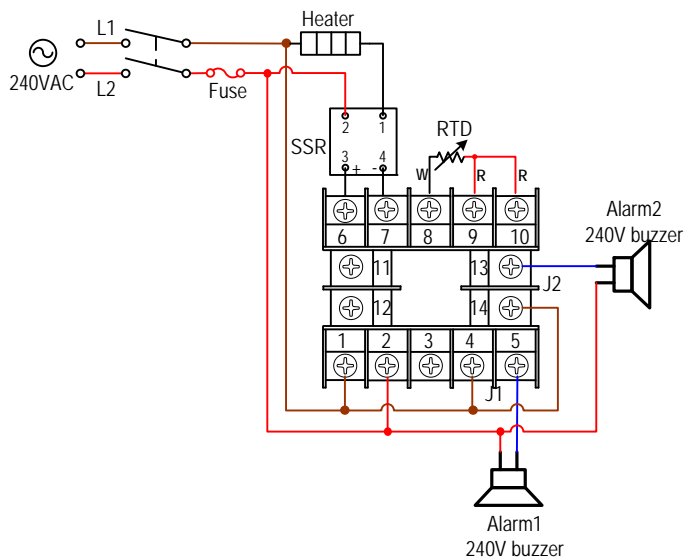 Heater
L1
240VAC
L2
Fuse
2 1
SSR
3 + 4 -
RTD
W R R
6 7 8 9 10
Alarm2
240V buzzer
11 13
J2
12 14
1 2 3 4 5
J1
Alarm1
240V buzzer